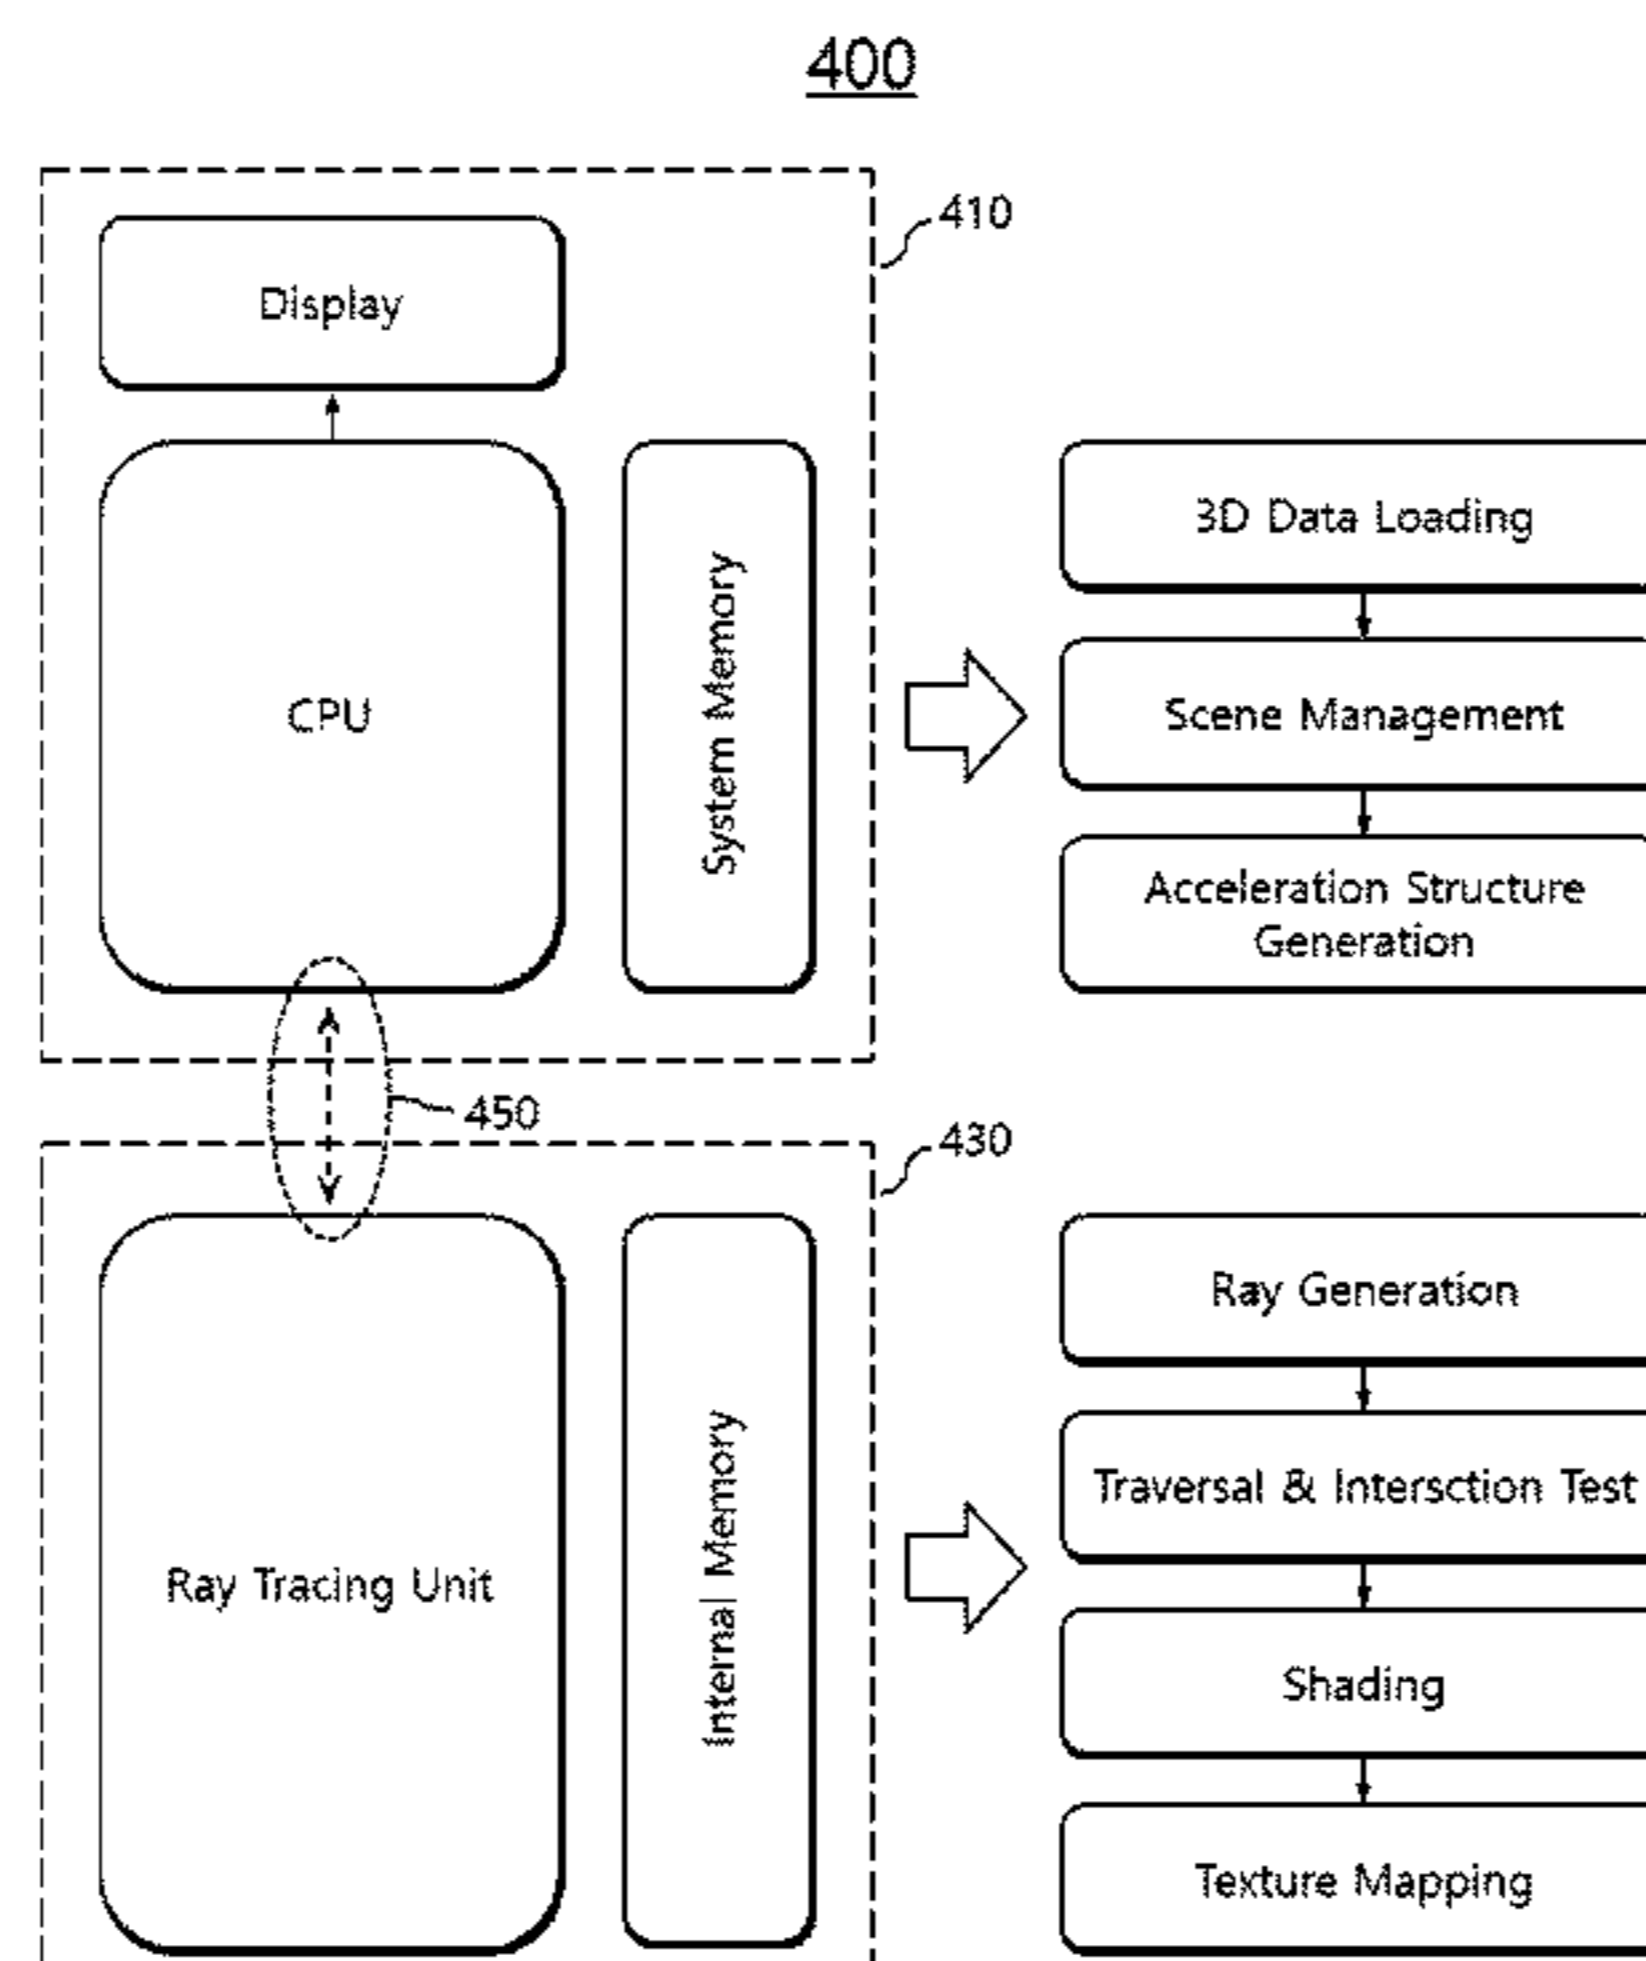 400
410
Display
CPU
System Memory
3D Data Loading
Scene Management
Acceleration Structure
Generation
450
430
Ray Tracing Unit
Internal Memory
Ray Generation
Traversal & Intersction Test
Shading
Texture Mapping